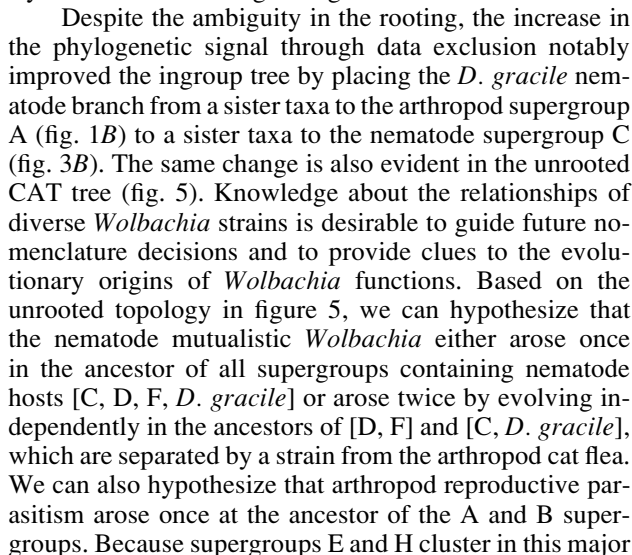 Despite the ambiguity in the rooting, the increase in
the phylogenetic signal through data exclusion notably
improved the ingroup tree by placing the D. gracile nem-
atode branch from a sister taxa to the arthropod supergroup
A (fig. 1B) to a sister taxa to the nematode supergroup C
(fig. 3B). The same change is also evident in the unrooted
CAT tree (fig. 5). Knowledge about the relationships of
diverse Wolbachia strains is desirable to guide future no-
menclature decisions and to provide clues to the evolu-
tionary origins of Wolbachia functions. Based on the
unrooted topology in figure 5, we can hypothesize that
the nematode mutualistic Wolbachia either arose once
in the ancestor of all supergroups containing nematode
hosts [C, D, F, D. gracile] or arose twice by evolving in-
dependently in the ancestors of [D, F] and [C, D. gracile],
which are separated by a strain from the arthropod cat flea.
We can also hypothesize that arthropod reproductive par-
asitism arose once at the ancestor of the A and B super-
groups. Because supergroups E and H cluster in this major